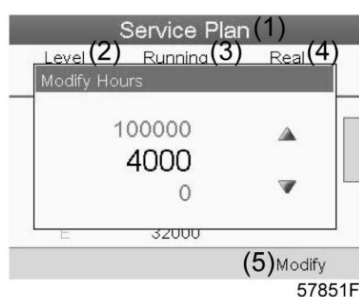 Service Plan (1)
Level (2) Running (3) Real (4)
Modify Hours
100000
4000
0
E 32000
(5) Modify
57851F